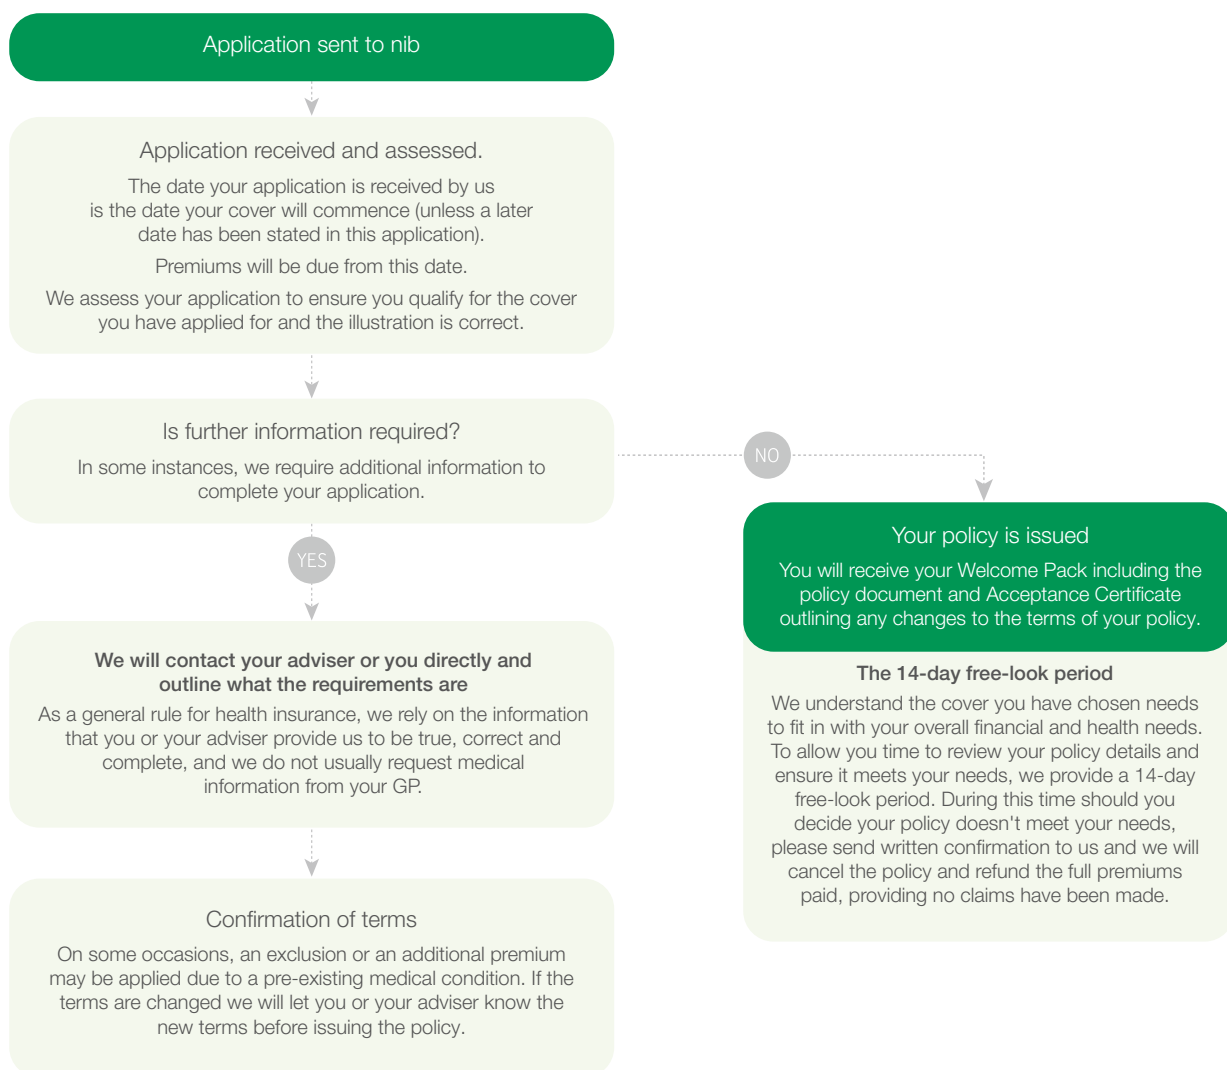 Application sent to nib
Application received and assessed.
The date your application is received by us
is the date your cover will commence (unless a later
date has been stated in this application).
Premiums will be due from this date.
We assess your application to ensure you qualify for the cover
you have applied for and the illustration is correct.
Is further information required?
In some instances, we require additional information to
complete your application.
NO
YES
We will contact your adviser or you directly and
outline what the requirements are
As a general rule for health insurance, we rely on the information
that you or your adviser provide us to be true, correct and
complete, and we do not usually request medical
information from your GP.
Confirmation of terms
On some occasions, an exclusion or an additional premium
may be applied due to a pre-existing medical condition. If the
terms are changed we will let you or your adviser know the
new terms before issuing the policy.
Your policy is issued
You will receive your Welcome Pack including the
policy document and Acceptance Certificate
outlining any changes to the terms of your policy.
The 14-day free-look period
We understand the cover you have chosen needs
to fit in with your overall financial and health needs.
To allow you time to review your policy details and
ensure it meets your needs, we provide a 14-day
free-look period. During this time should you
decide your policy doesn't meet your needs,
please send written confirmation to us and we will
cancel the policy and refund the full premiums
paid, providing no claims have been made.